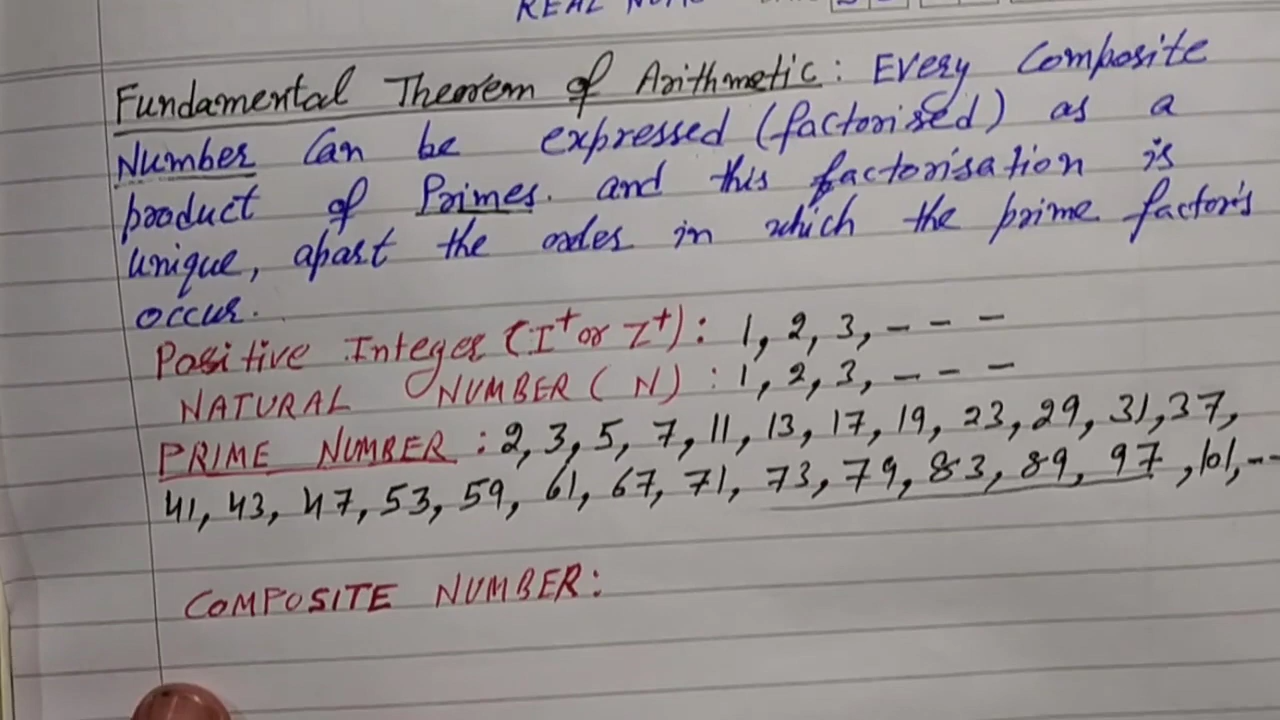 REAL NUMB
Fundamental Theorem of Arithmetic: Every Composite
Number Can be expressed (factorised) as a
product of Primes. and this factorisation is
unique, apart the order in which the prime factor's
occur.
Positive Integer (I+ or Z+): 1, 2, 3, - - -
NATURAL NUMBER (N) : 1, 2, 3, - - -
PRIME NUMBER : 2, 3, 5, 7, 11, 13, 17, 19, 23, 29, 31, 37,
41, 43, 47, 53, 59, 61, 67, 71, 73, 79, 83, 89, 97, 101, --
COMPOSITE NUMBER: